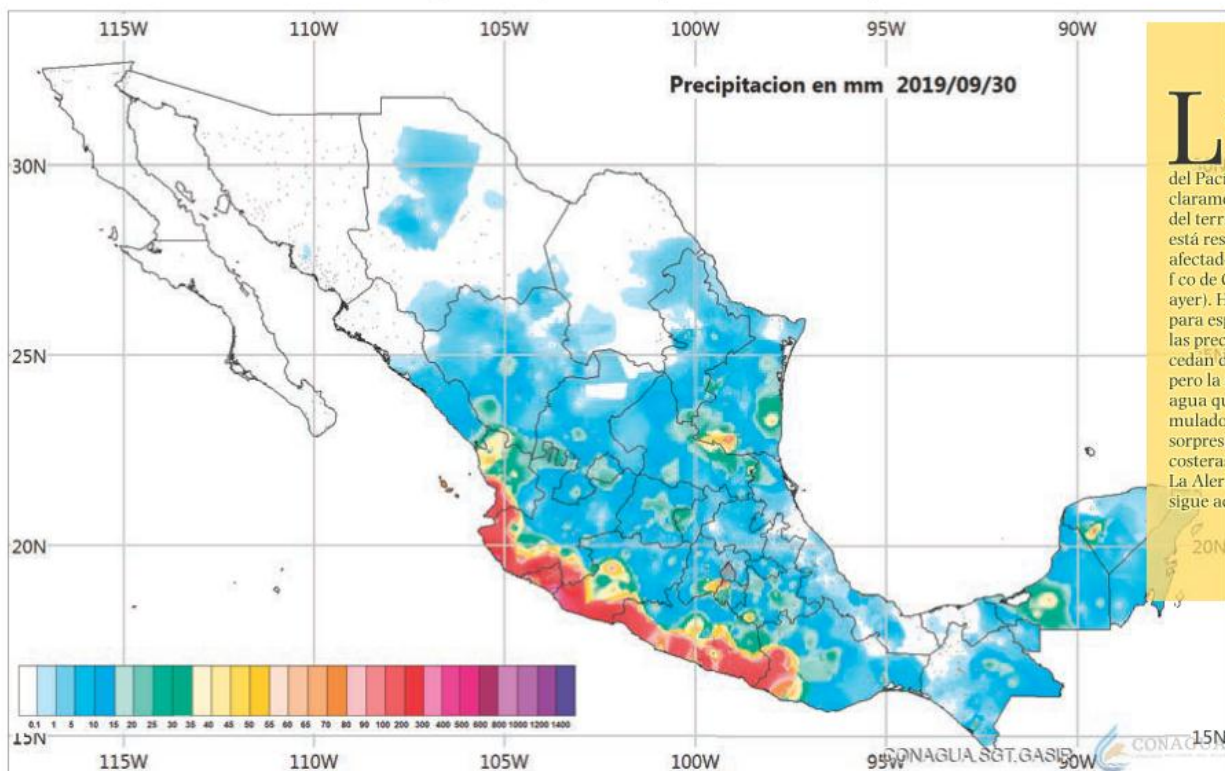 115W 110W 105W 100W 95W 90W
Precipitacion en mm 2019/09/30
L
30N
del Pac
claram
del terr
está res
afectad
f co de
ayer). H
para esp
las prec
25N
cedan
pero la
agua qu
mulado
sorpres
costeras
La Aler
sigue a
20N 20N
0.1 1 5 10 15 20 25 30 35 40 45 50 55 60 65 70 80 90 100 200 300 400 500 600 800 1000 1200 1400
15N 15N
CONAGUA.SGT.GASIR CONAGUA
115W 110W 105W 100W 95W 90W